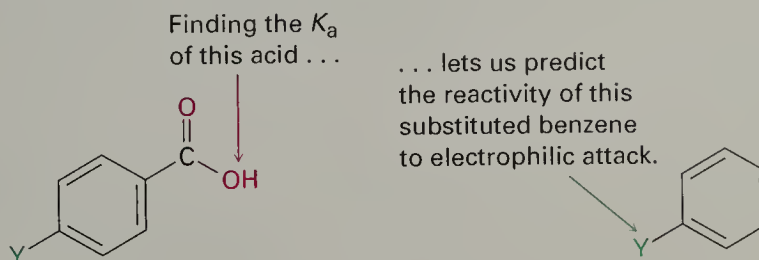 Finding the Ka
of this acid . . .
. . . lets us predict
the reactivity of this
substituted benzene
to electrophilic attack.
O
C
OH
Y
Y